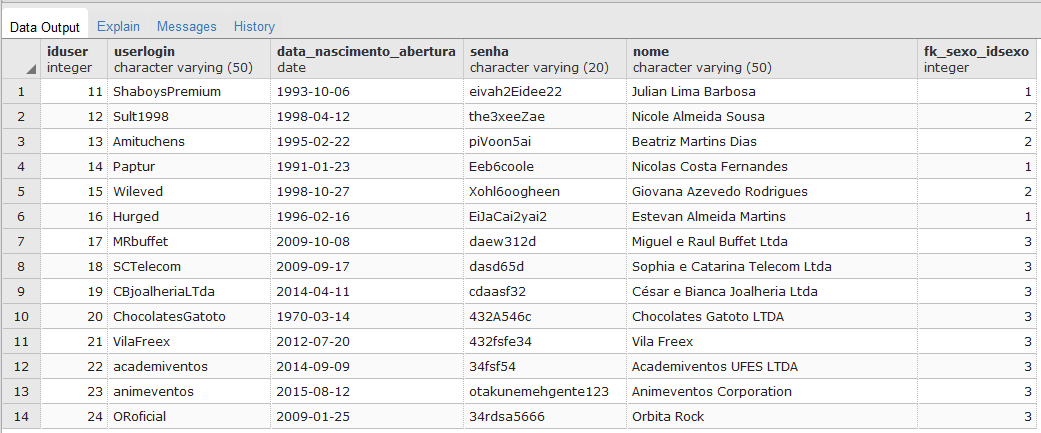 Data Output Explain Messages History
iduser userlogin data_nascimento_abertura senha nome fk_sexo_idsexo
integer character varying (50) date character varying (20) character varying (50) integer
1 11 ShaboysPremium 1993-10-06 eivah2Eidee22 Julian Lima Barbosa 1
2 12 Sult1998 1998-04-12 the3xeeZae Nicole Almeida Sousa 2
3 13 Amituchens 1995-02-22 piVoon5ai Beatriz Martins Dias 2
4 14 Paptur 1991-01-23 Eeb6coole Nicolas Costa Fernandes 1
5 15 Wileved 1998-10-27 Xohl6oogheen Giovana Azevedo Rodrigues 2
6 16 Hurged 1996-02-16 EiJaCai2yai2 Estevan Almeida Martins 1
7 17 MRbuffet 2009-10-08 daew312d Miguel e Raul Buffet Ltda 3
8 18 SCTelecom 2009-09-17 dasd65d Sophia e Catarina Telecom Ltda 3
9 19 CBjoalheriaLTda 2014-04-11 cdaasf32 César e Bianca Joalheria Ltda 3
10 20 ChocolatesGatoto 1970-03-14 432A546c Chocolates Gatoto LTDA 3
11 21 VilaFreex 2012-07-20 432fsfe34 Vila Freex 3
12 22 academiventos 2014-09-09 34fsf54 Academiventos UFES LTDA 3
13 23 animeventos 2015-08-12 otakunemehgente123 Animeventos Corporation 3
14 24 ORoficial 2009-01-25 34rdsa5666 Orbita Rock 3